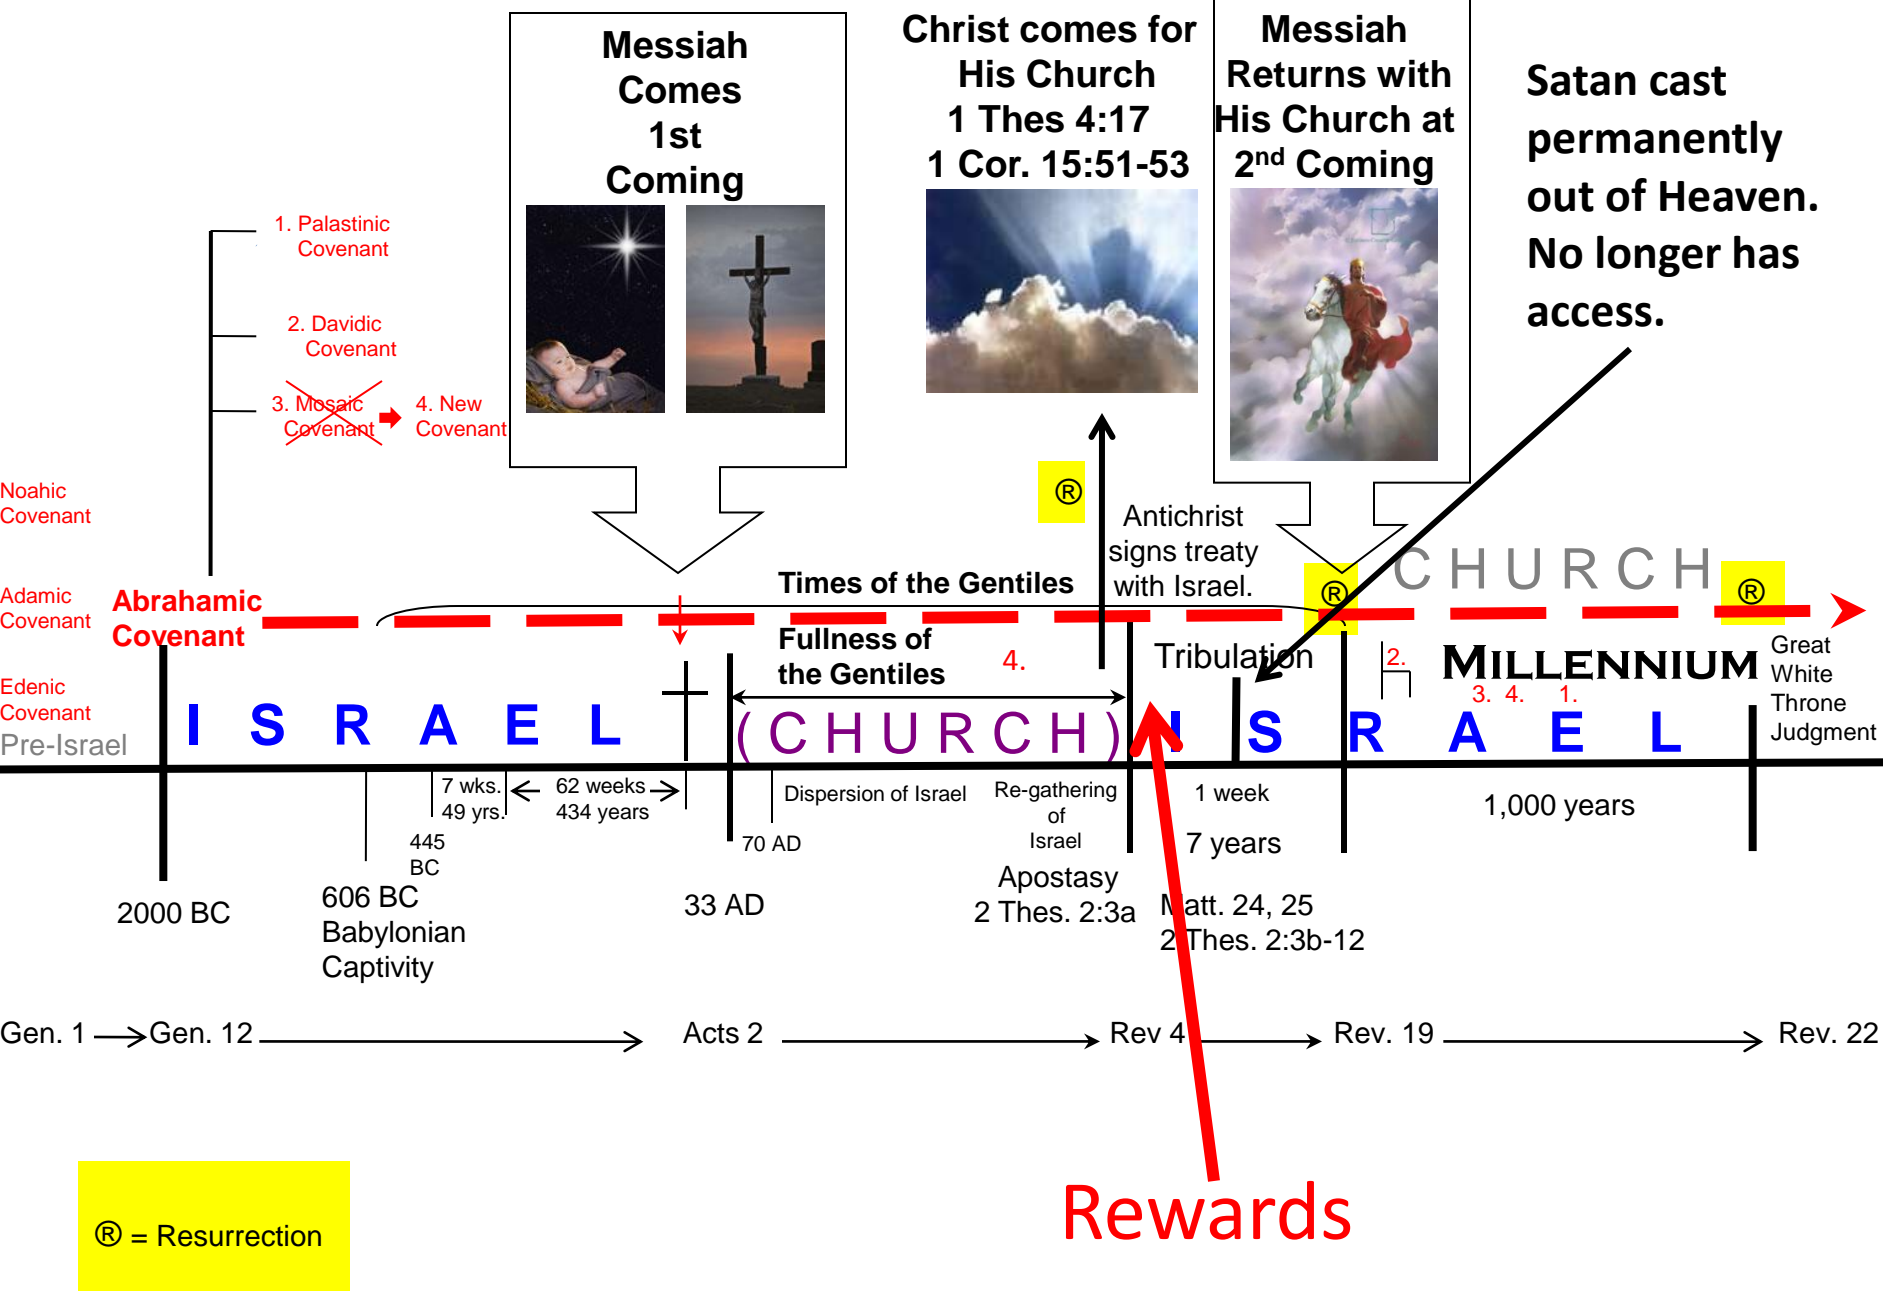 Messiah
Comes
1st
Coming
Christ comes for
His Church
1 Thes 4:17
1 Cor. 15:51-53
Messiah
Returns with
His Church at
2nd Coming
Satan cast
permanently
out of Heaven.
No longer has
access.
1. Palastinic
Covenant
2. Davidic
Covenant
3. Mosaic
Covenant
4. New
Covenant
Noahic
Covenant
Adamic
Covenant
Edenic
Covenant
Pre-Israel
Abrahamic
Covenant
®
Antichrist
signs treaty
with Israel.
®
CHURCH
®
Times of the Gentiles
Fullness of
the Gentiles
4.
Tribulation
2.
MILLENNIUM
3. 4. 1.
Great
White
Throne
Judgment
I S R A E L
(CHURCH)
I S R A E L
7 wks.
49 yrs.
62 weeks
434 years
Dispersion of Israel
Re-gathering
of
Israel
1 week
7 years
1,000 years
445
BC
70 AD
2000 BC
606 BC
Babylonian
Captivity
33 AD
Apostasy
2 Thes. 2:3a
Matt. 24, 25
2 Thes. 2:3b-12
Gen. 1
Gen. 12
Acts 2
Rev 4
Rev. 19
Rev. 22
Rewards
® = Resurrection